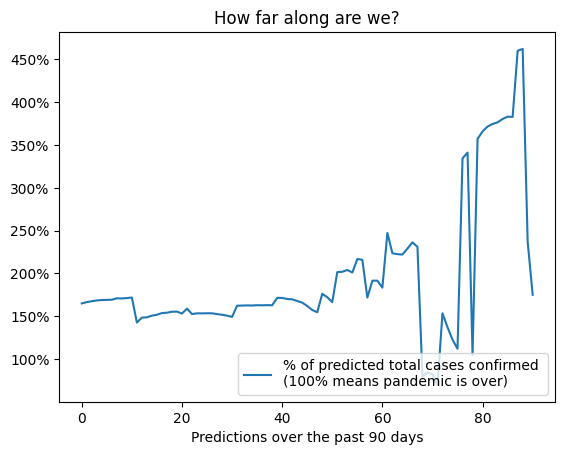 How far along are we?
450%
400%
350%
300%
250%
200%
150%
100%
% of predicted total cases confirmed
(100% means pandemic is over)
0 20 40 60 80
Predictions over the past 90 days